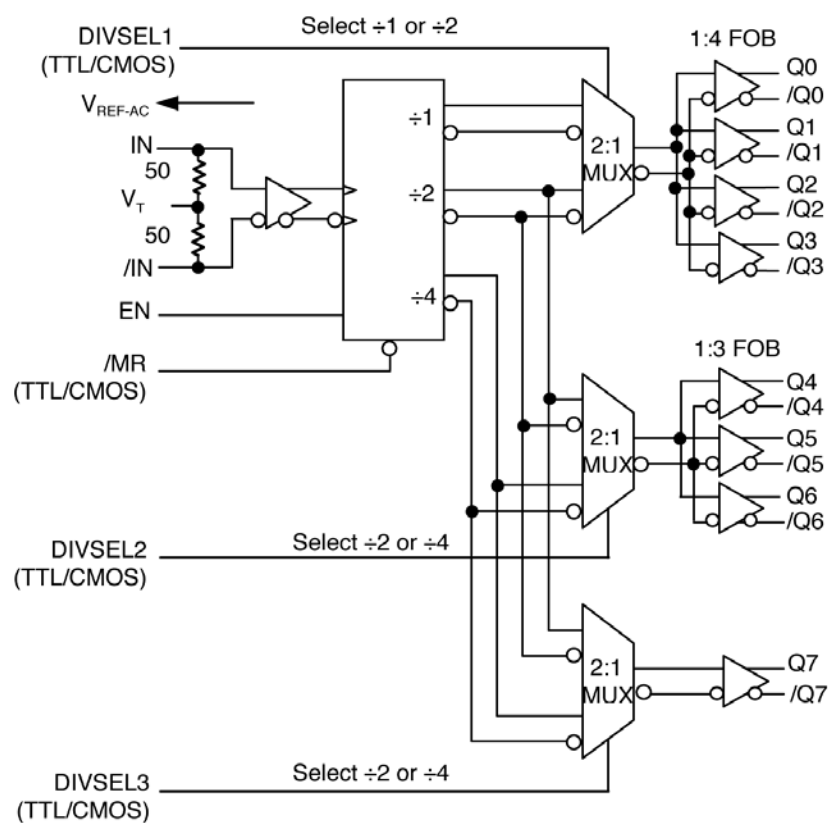 DIVSEL1
(TTL/CMOS)
Select ÷1 or ÷2
1:4 FOB
VREF-AC
IN
50
VT
50
/IN
EN
/MR
(TTL/CMOS)
÷1
÷2
÷4
2:1
MUX
Q0
/Q0
Q1
/Q1
Q2
/Q2
Q3
/Q3
1:3 FOB
2:1
MUX
Q4
/Q4
Q5
/Q5
Q6
/Q6
DIVSEL2
(TTL/CMOS)
Select ÷2 or ÷4
2:1
MUX
Q7
/Q7
DIVSEL3
(TTL/CMOS)
Select ÷2 or ÷4